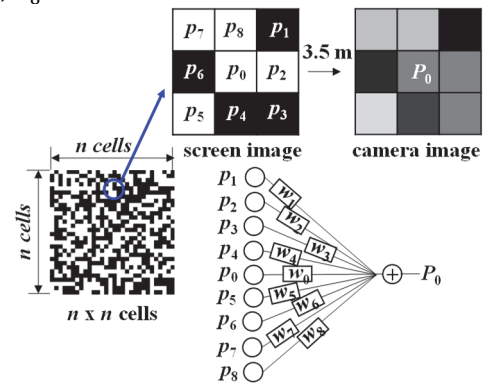 p7 p8 p1
p6 p0 p2
p5 p4 p3
screen image
3.5 m
P0
camera image
n cells
n cells
n x n cells
p1
p2
p3
p4
p0
p5
p6
p7
p8
w1
w2
w3
w4
w0
w5
w6
w7
w8
+
P0